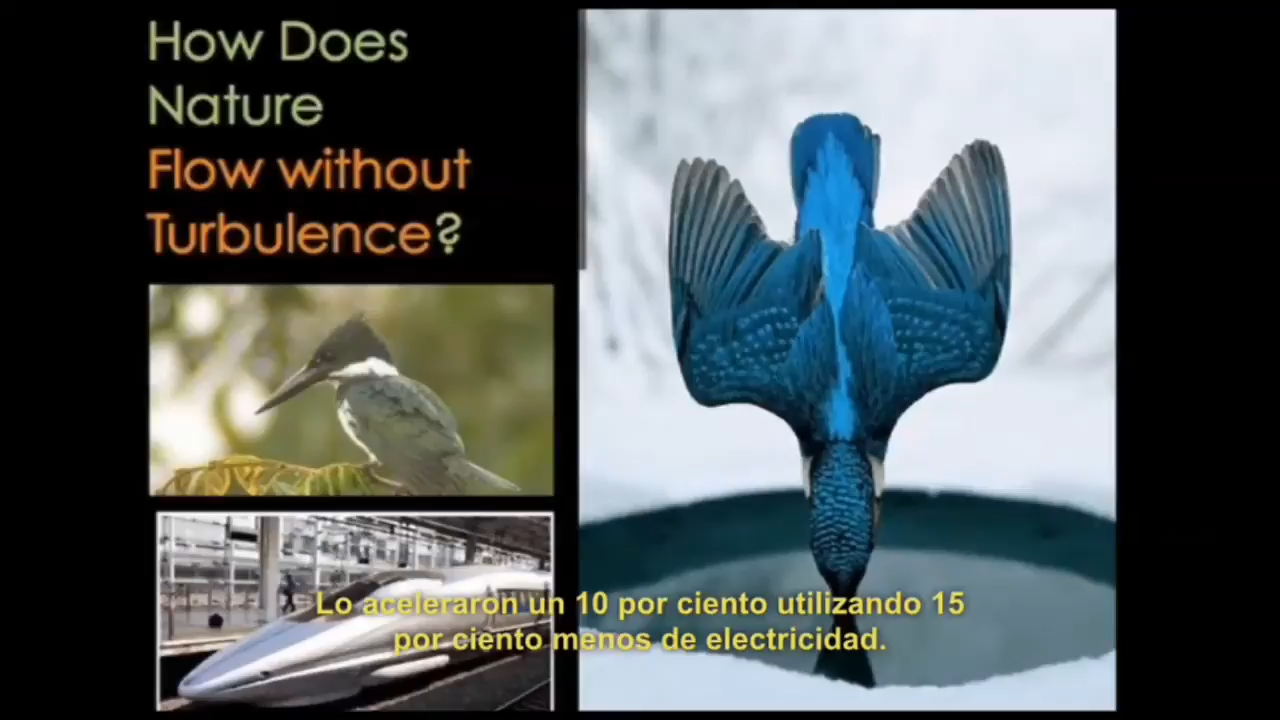 How Does
Nature
Flow without
Turbulence?
Lo aceleraron un 10 por ciento utilizando 15
por ciento menos de electricidad.